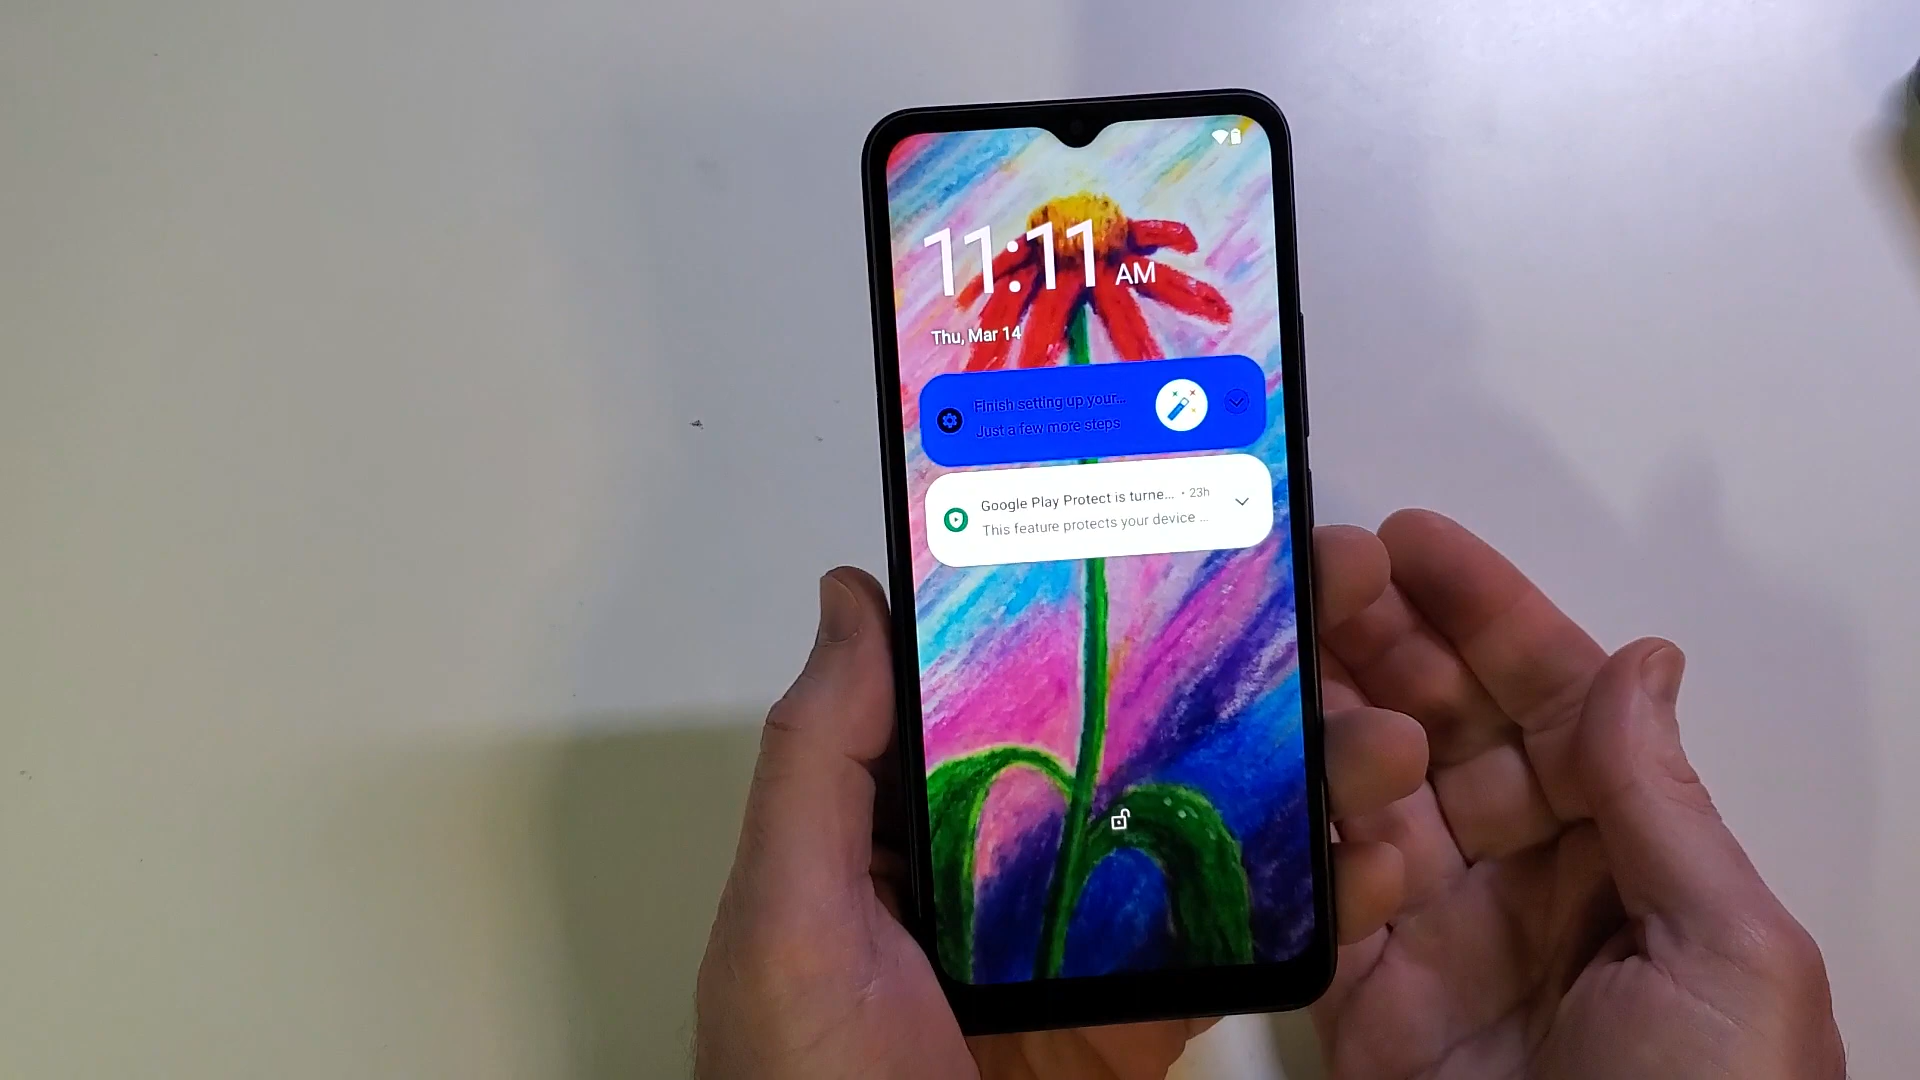 11:11 AM
Thu, Mar 14
Finish setting up your...
Just a few more steps
Google Play Protect is turne... • 23h
This feature protects your device ...